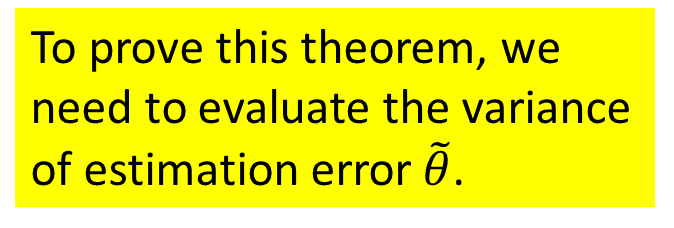 To prove this theorem, we
need to evaluate the variance
of estimation error θ̃.